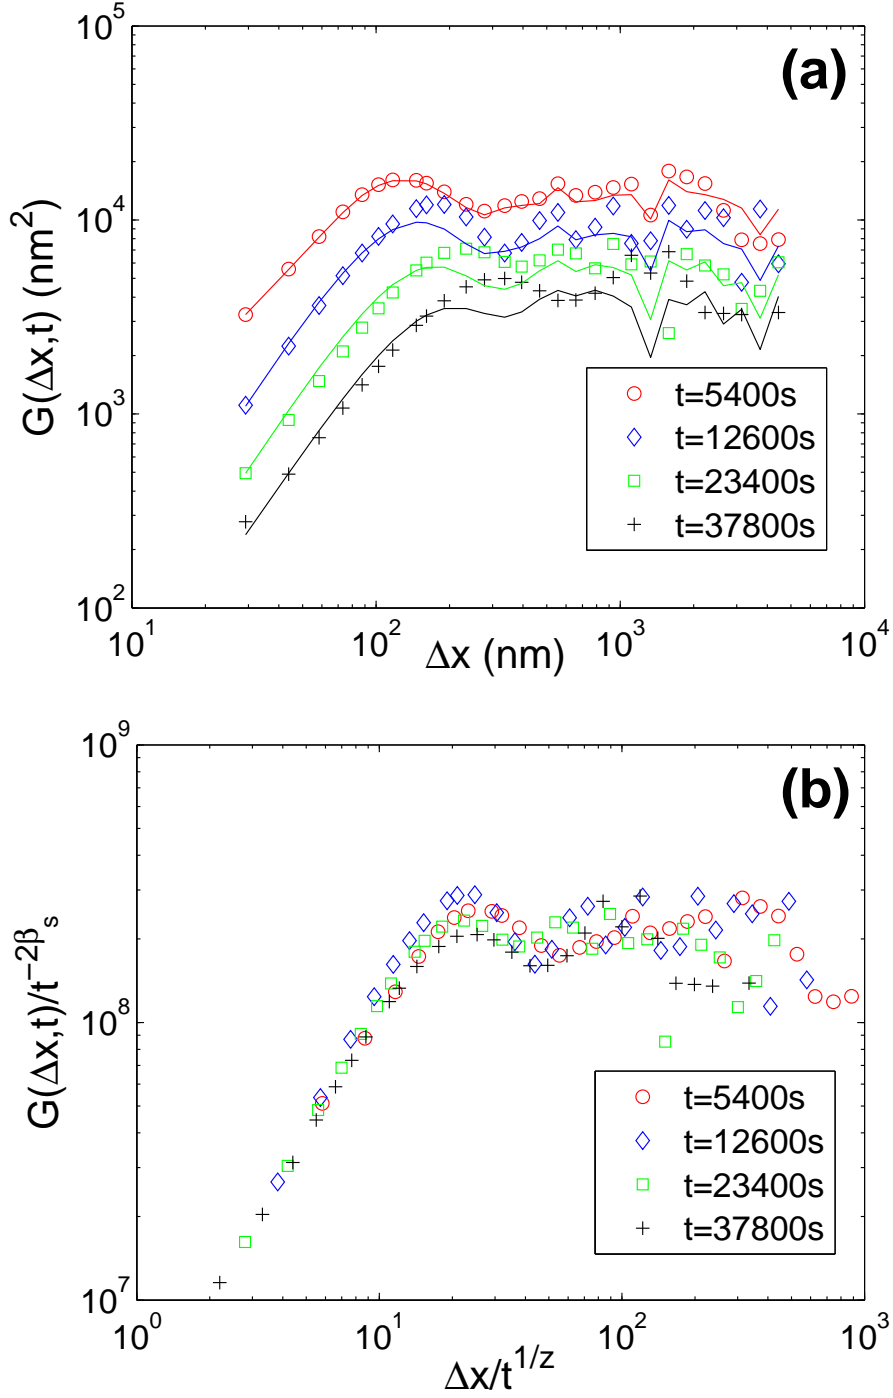 10^5
(a)
10^4
G(Δx,t) (nm^2)
10^3
t=5400s
t=12600s
t=23400s
t=37800s
10^2
10^1 10^2 10^3 10^4
Δx (nm)
10^9
(b)
G(Δx,t)/t^{-2β_s}
10^8
t=5400s
t=12600s
t=23400s
t=37800s
10^7
10^0 10^1 10^2 10^3
Δx/t^{1/z}